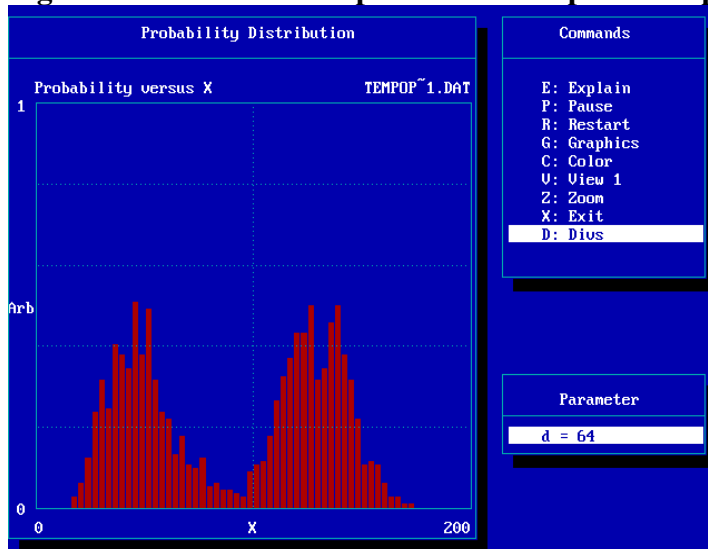 Probability Distribution
Probability versus X
TEMPOP~1.DAT
1
Arb
0
0
X
200
Commands
E: Explain
P: Pause
R: Restart
G: Graphics
C: Color
V: View 1
Z: Zoom
X: Exit
D: Divs
Parameter
d = 64